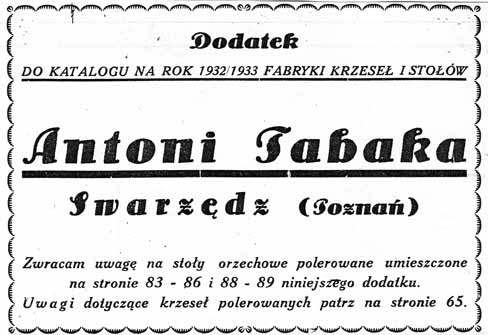 Dodatek
DO KATALOGU NA ROK 1932/1933 FABRYKI KRZESEŁ I STOŁÓW
Antoni Tabaka
Swarzędz (Poznań)
Zwracam uwagę na stoły orzechowe polerowane umieszczone
na stronie 83 - 86 i 88 - 89 niniejszego dodatku.
Uwagi dotyczące krzeseł polerowanych patrz na stronie 65.